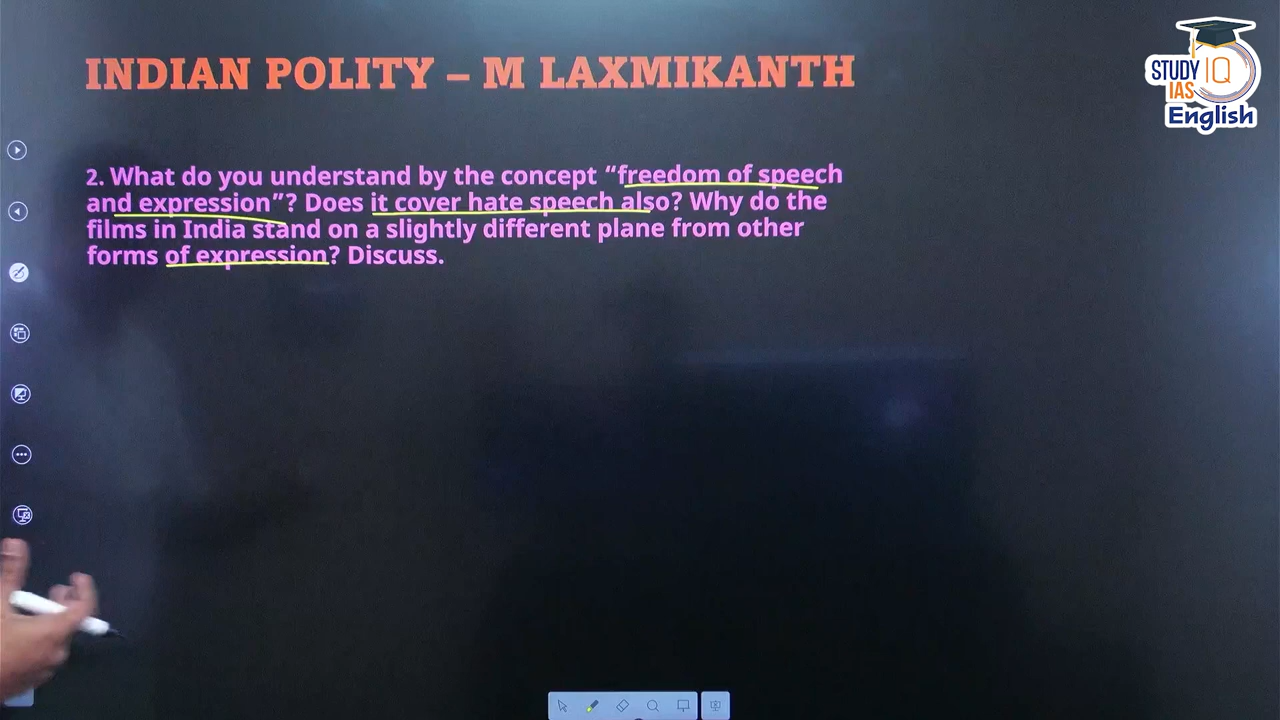 INDIAN POLITY – M LAXMIKANTH
STUDY IQ
IAS
English
2. What do you understand by the concept “freedom of speech
and expression”? Does it cover hate speech also? Why do the
films in India stand on a slightly different plane from other
forms of expression? Discuss.